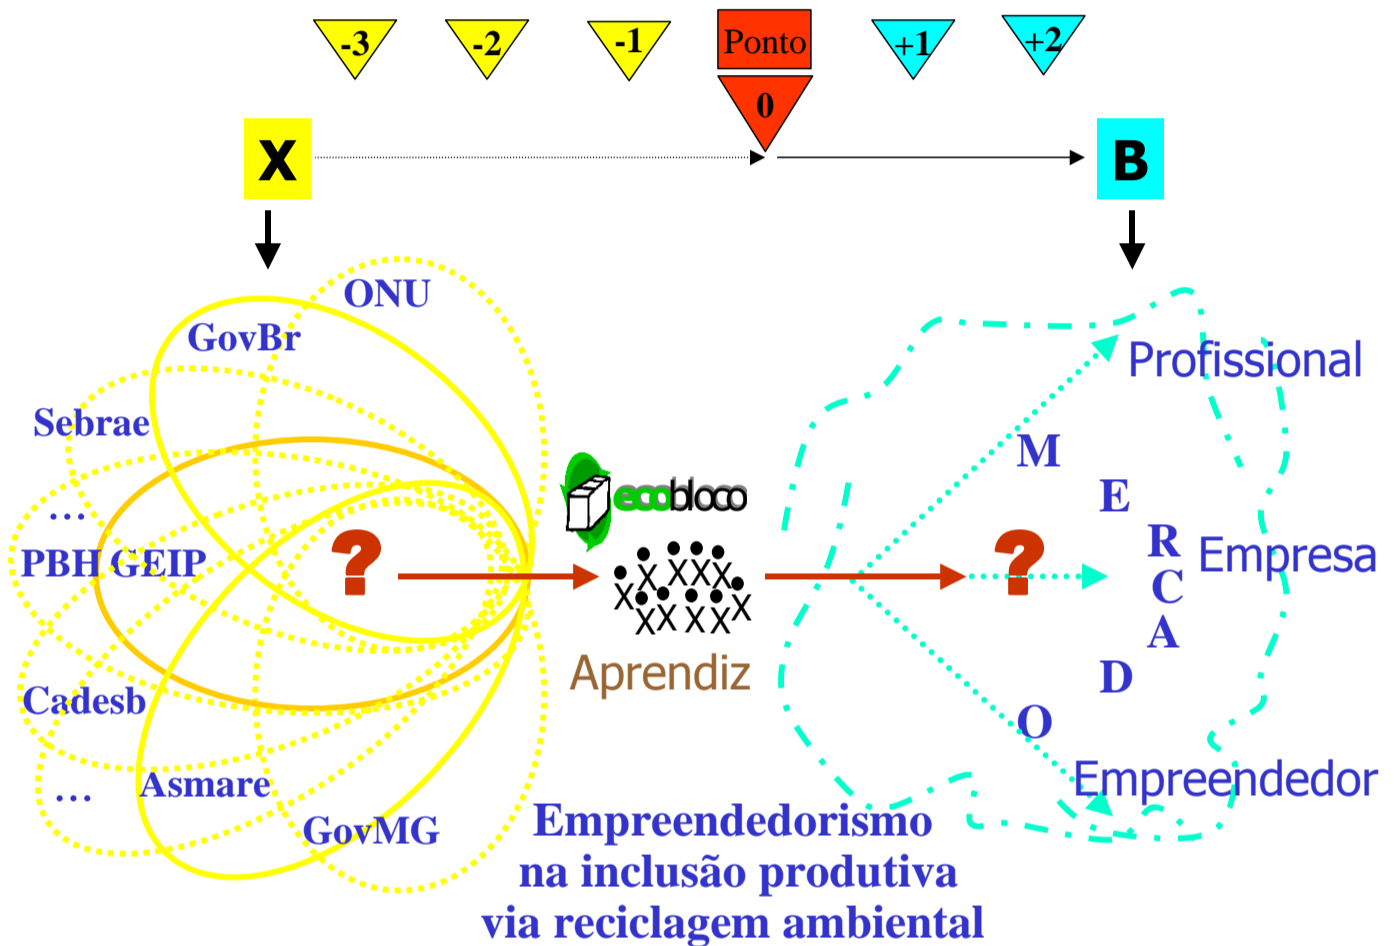 -3 -2 -1 Ponto +1 +2
0
X B
ONU
GovBr
Profissional
Sebrae
M
E
ecobloco
...
R
PBH GEIP
?
?
Empresa
C
A
Aprendiz
D
Cadesb
O
Asmare
...
Empreendedor
GovMG
Empreendedorismo
na inclusão produtiva
via reciclagem ambiental